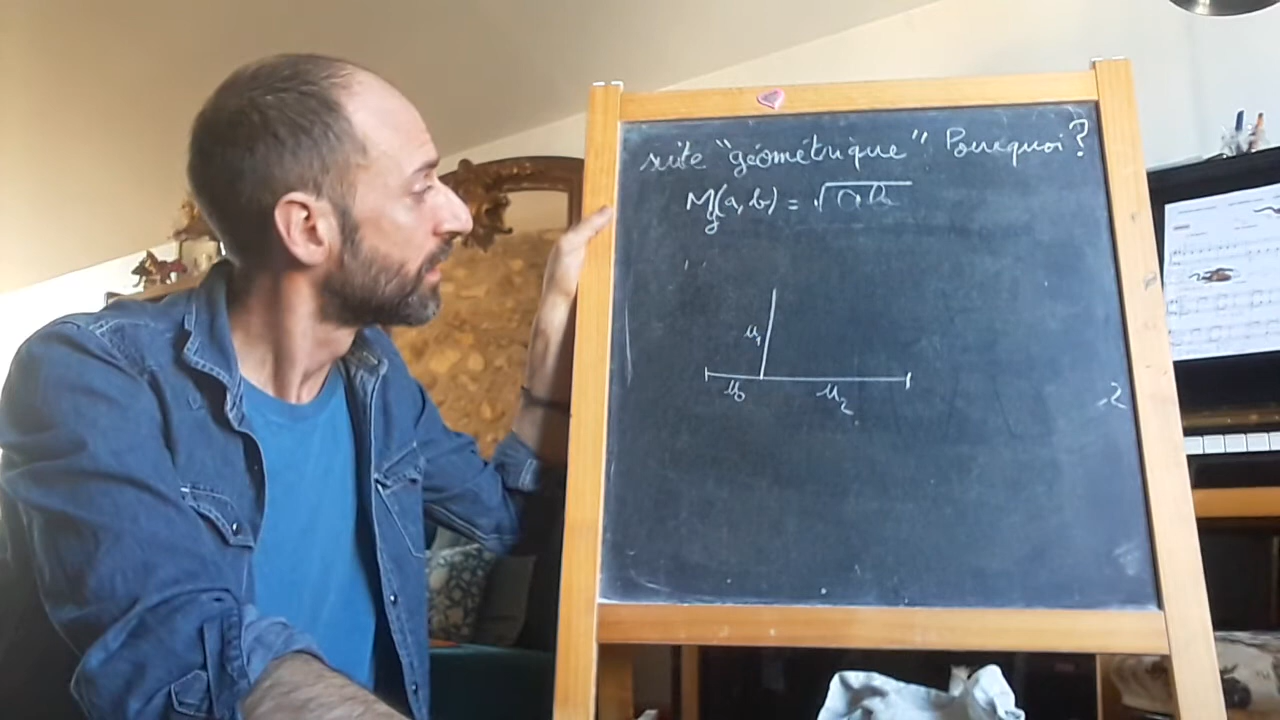 suite "géométrique" Pourquoi ?
Mg(a, b) = √ab
u₁
u₀ u₂
2